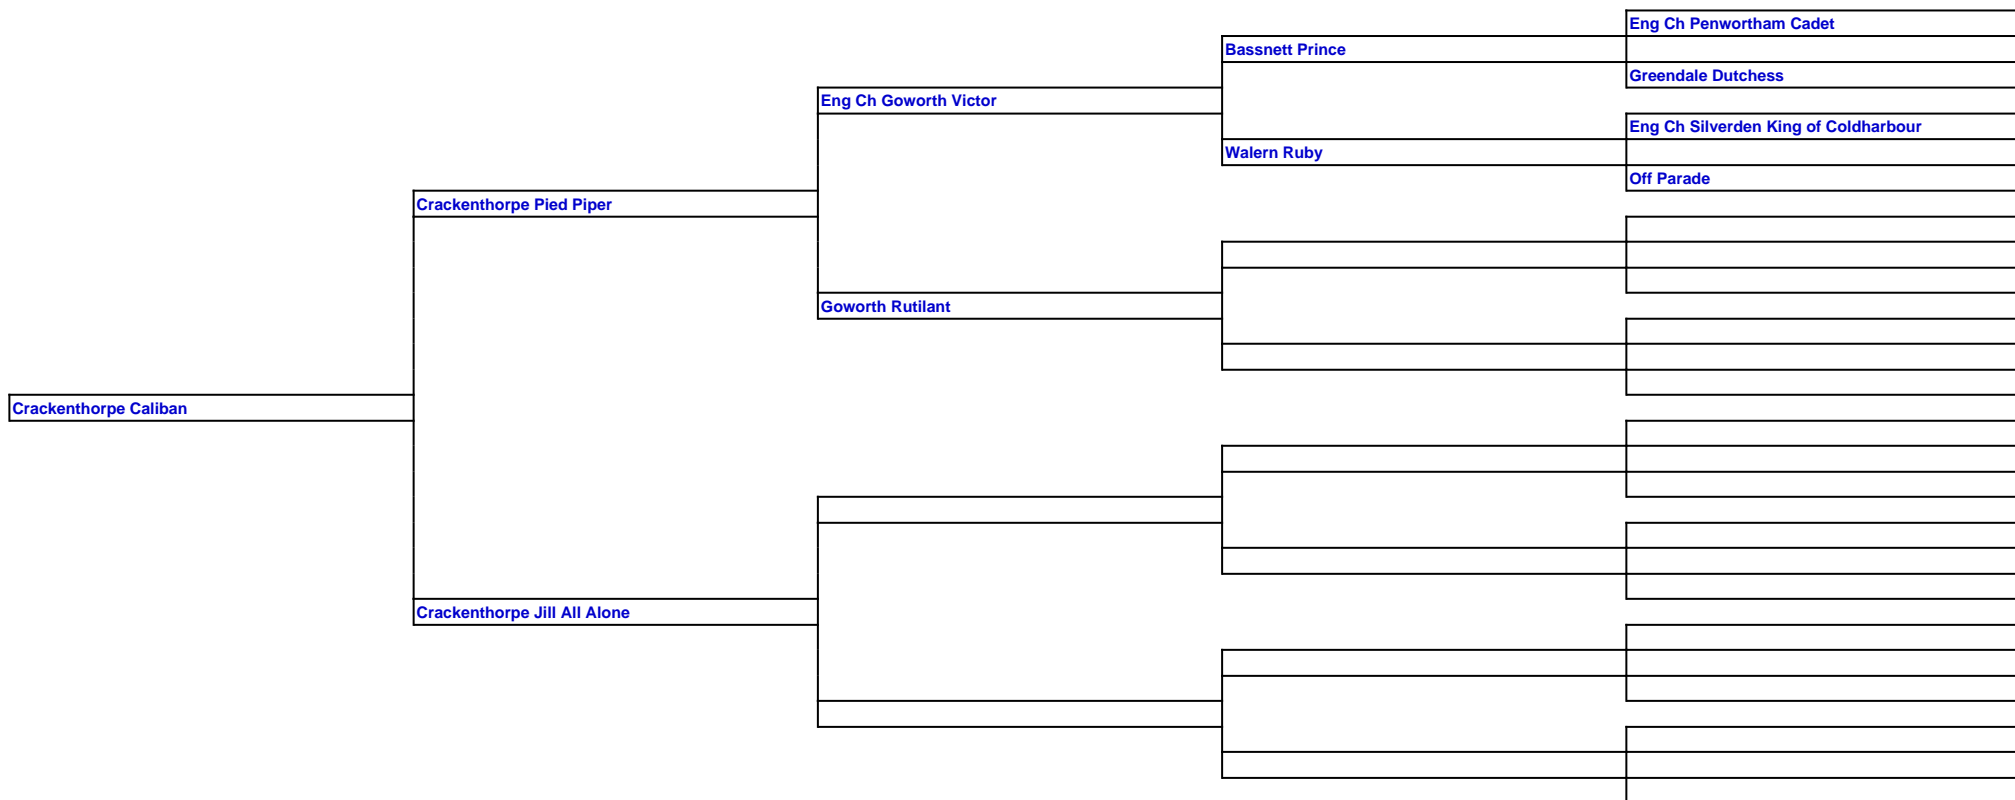 Eng Ch Penwortham Cadet
Bassnett Prince
Greendale Dutchess
Eng Ch Goworth Victor
Eng Ch Silverden King of Coldharbour
Walern Ruby
Off Parade
Crackenthorpe Pied Piper
Goworth Rutilant
Crackenthorpe Caliban
Crackenthorpe Jill All Alone